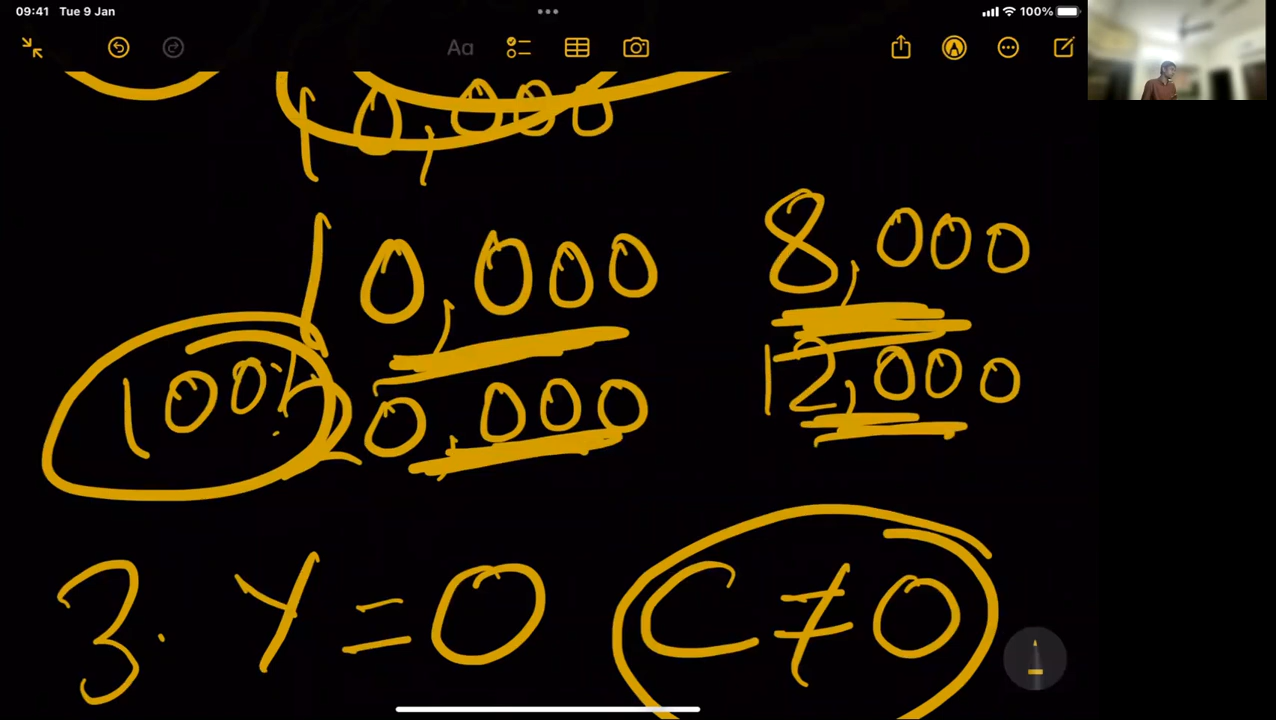 09:41 Tue 9 Jan 100%
Aa
10,000
10,000 8,000
100% 20,000 12,000
3. Y = 0 C ≠ 0